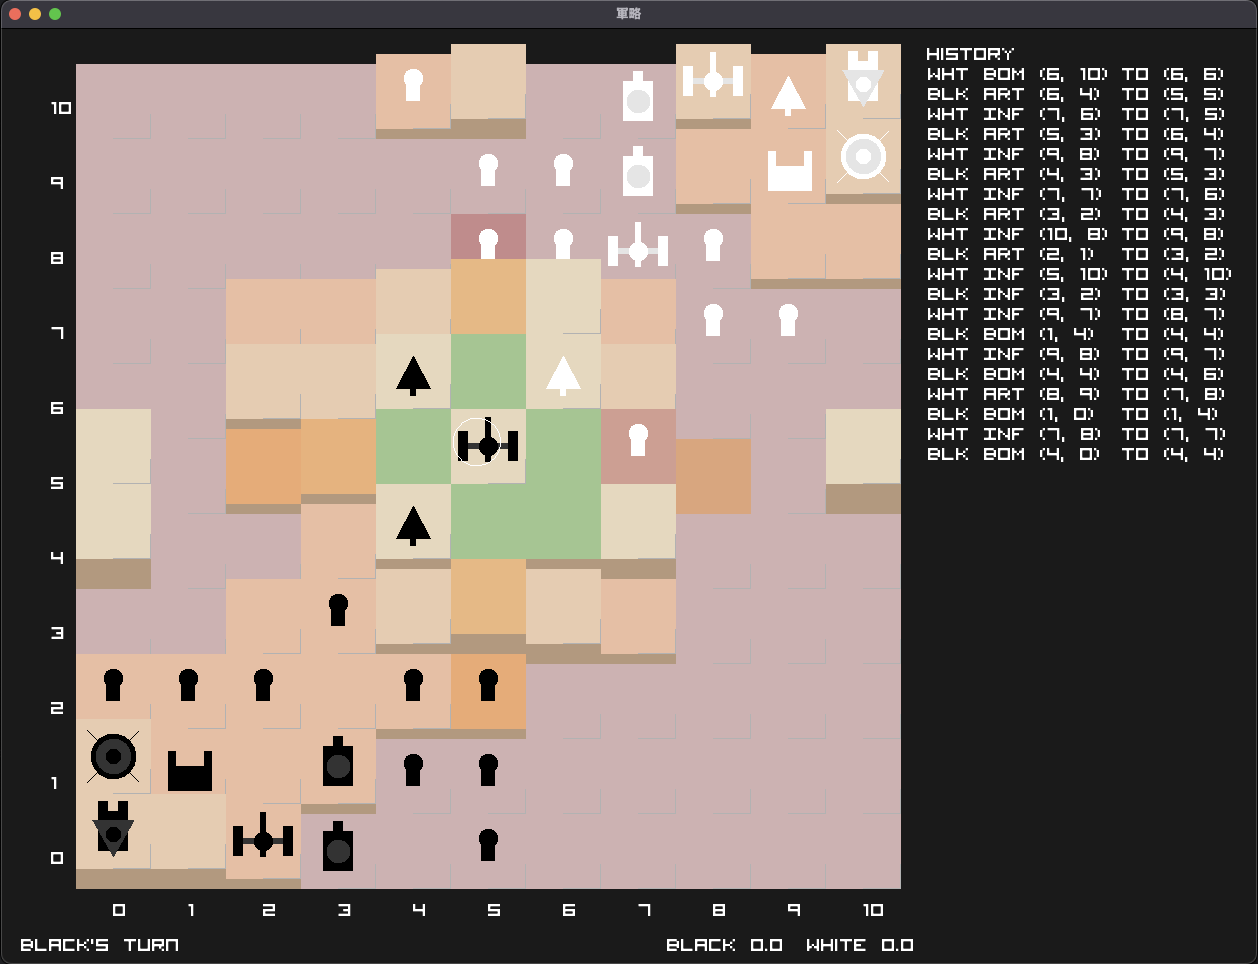 軍略
HISTORY
WHT BOM (6, 10) TO (6, 6)
BLK ART (6, 4) TO (5, 5)
WHT INF (7, 6) TO (7, 5)
BLK ART (5, 3) TO (6, 4)
WHT INF (9, 8) TO (9, 7)
BLK ART (4, 3) TO (5, 3)
WHT INF (7, 7) TO (7, 6)
BLK ART (3, 2) TO (4, 3)
WHT INF (10, 8) TO (9, 8)
BLK ART (2, 1) TO (3, 2)
WHT INF (5, 10) TO (4, 10)
BLK INF (3, 2) TO (3, 3)
WHT INF (9, 7) TO (8, 7)
BLK BOM (1, 4) TO (4, 4)
WHT INF (9, 8) TO (9, 7)
BLK BOM (4, 4) TO (4, 6)
WHT ART (8, 9) TO (7, 8)
BLK BOM (1, 0) TO (1, 4)
WHT INF (7, 8) TO (7, 7)
BLK BOM (4, 0) TO (4, 4)
10
9
8
7
6
5
4
3
2
1
0
0 1 2 3 4 5 6 7 8 9 10
BLACK'S TURN
BLACK 0.0 WHITE 0.0